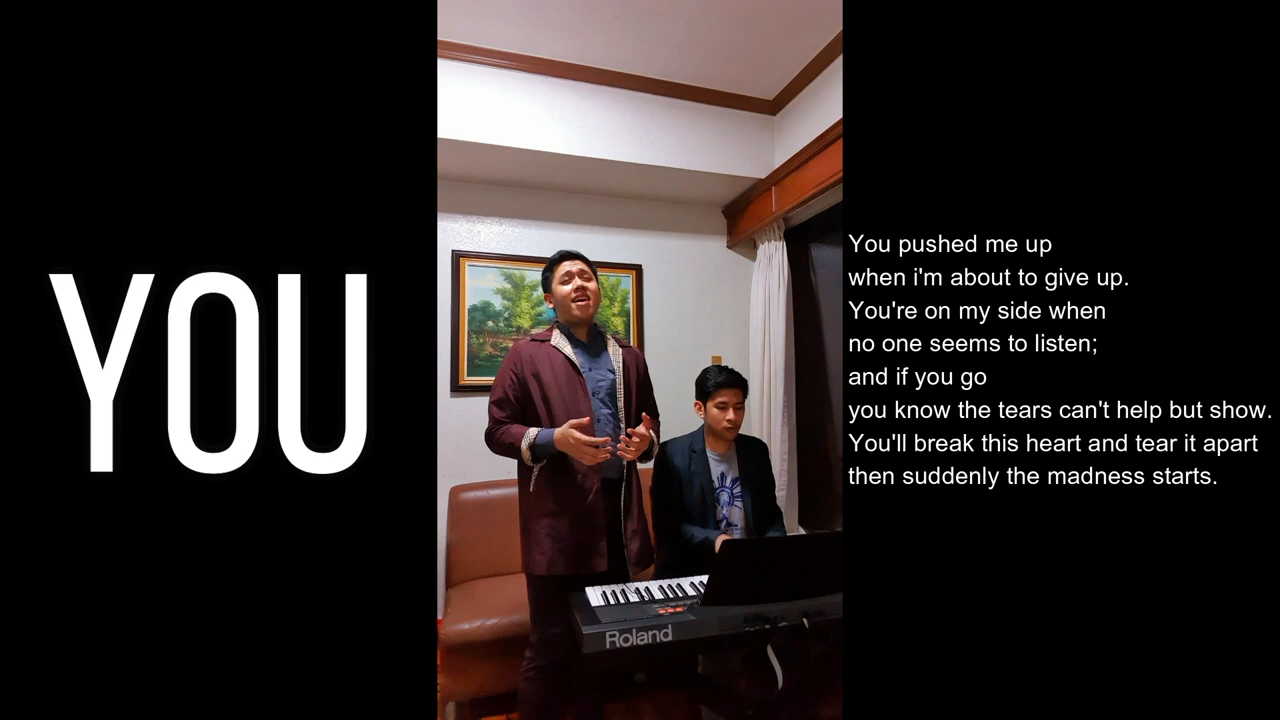 YOU
You pushed me up
when i'm about to give up.
You're on my side when
no one seems to listen;
and if you go
you know the tears can't help but show.
You'll break this heart and tear it apart
then suddenly the madness starts.
Roland